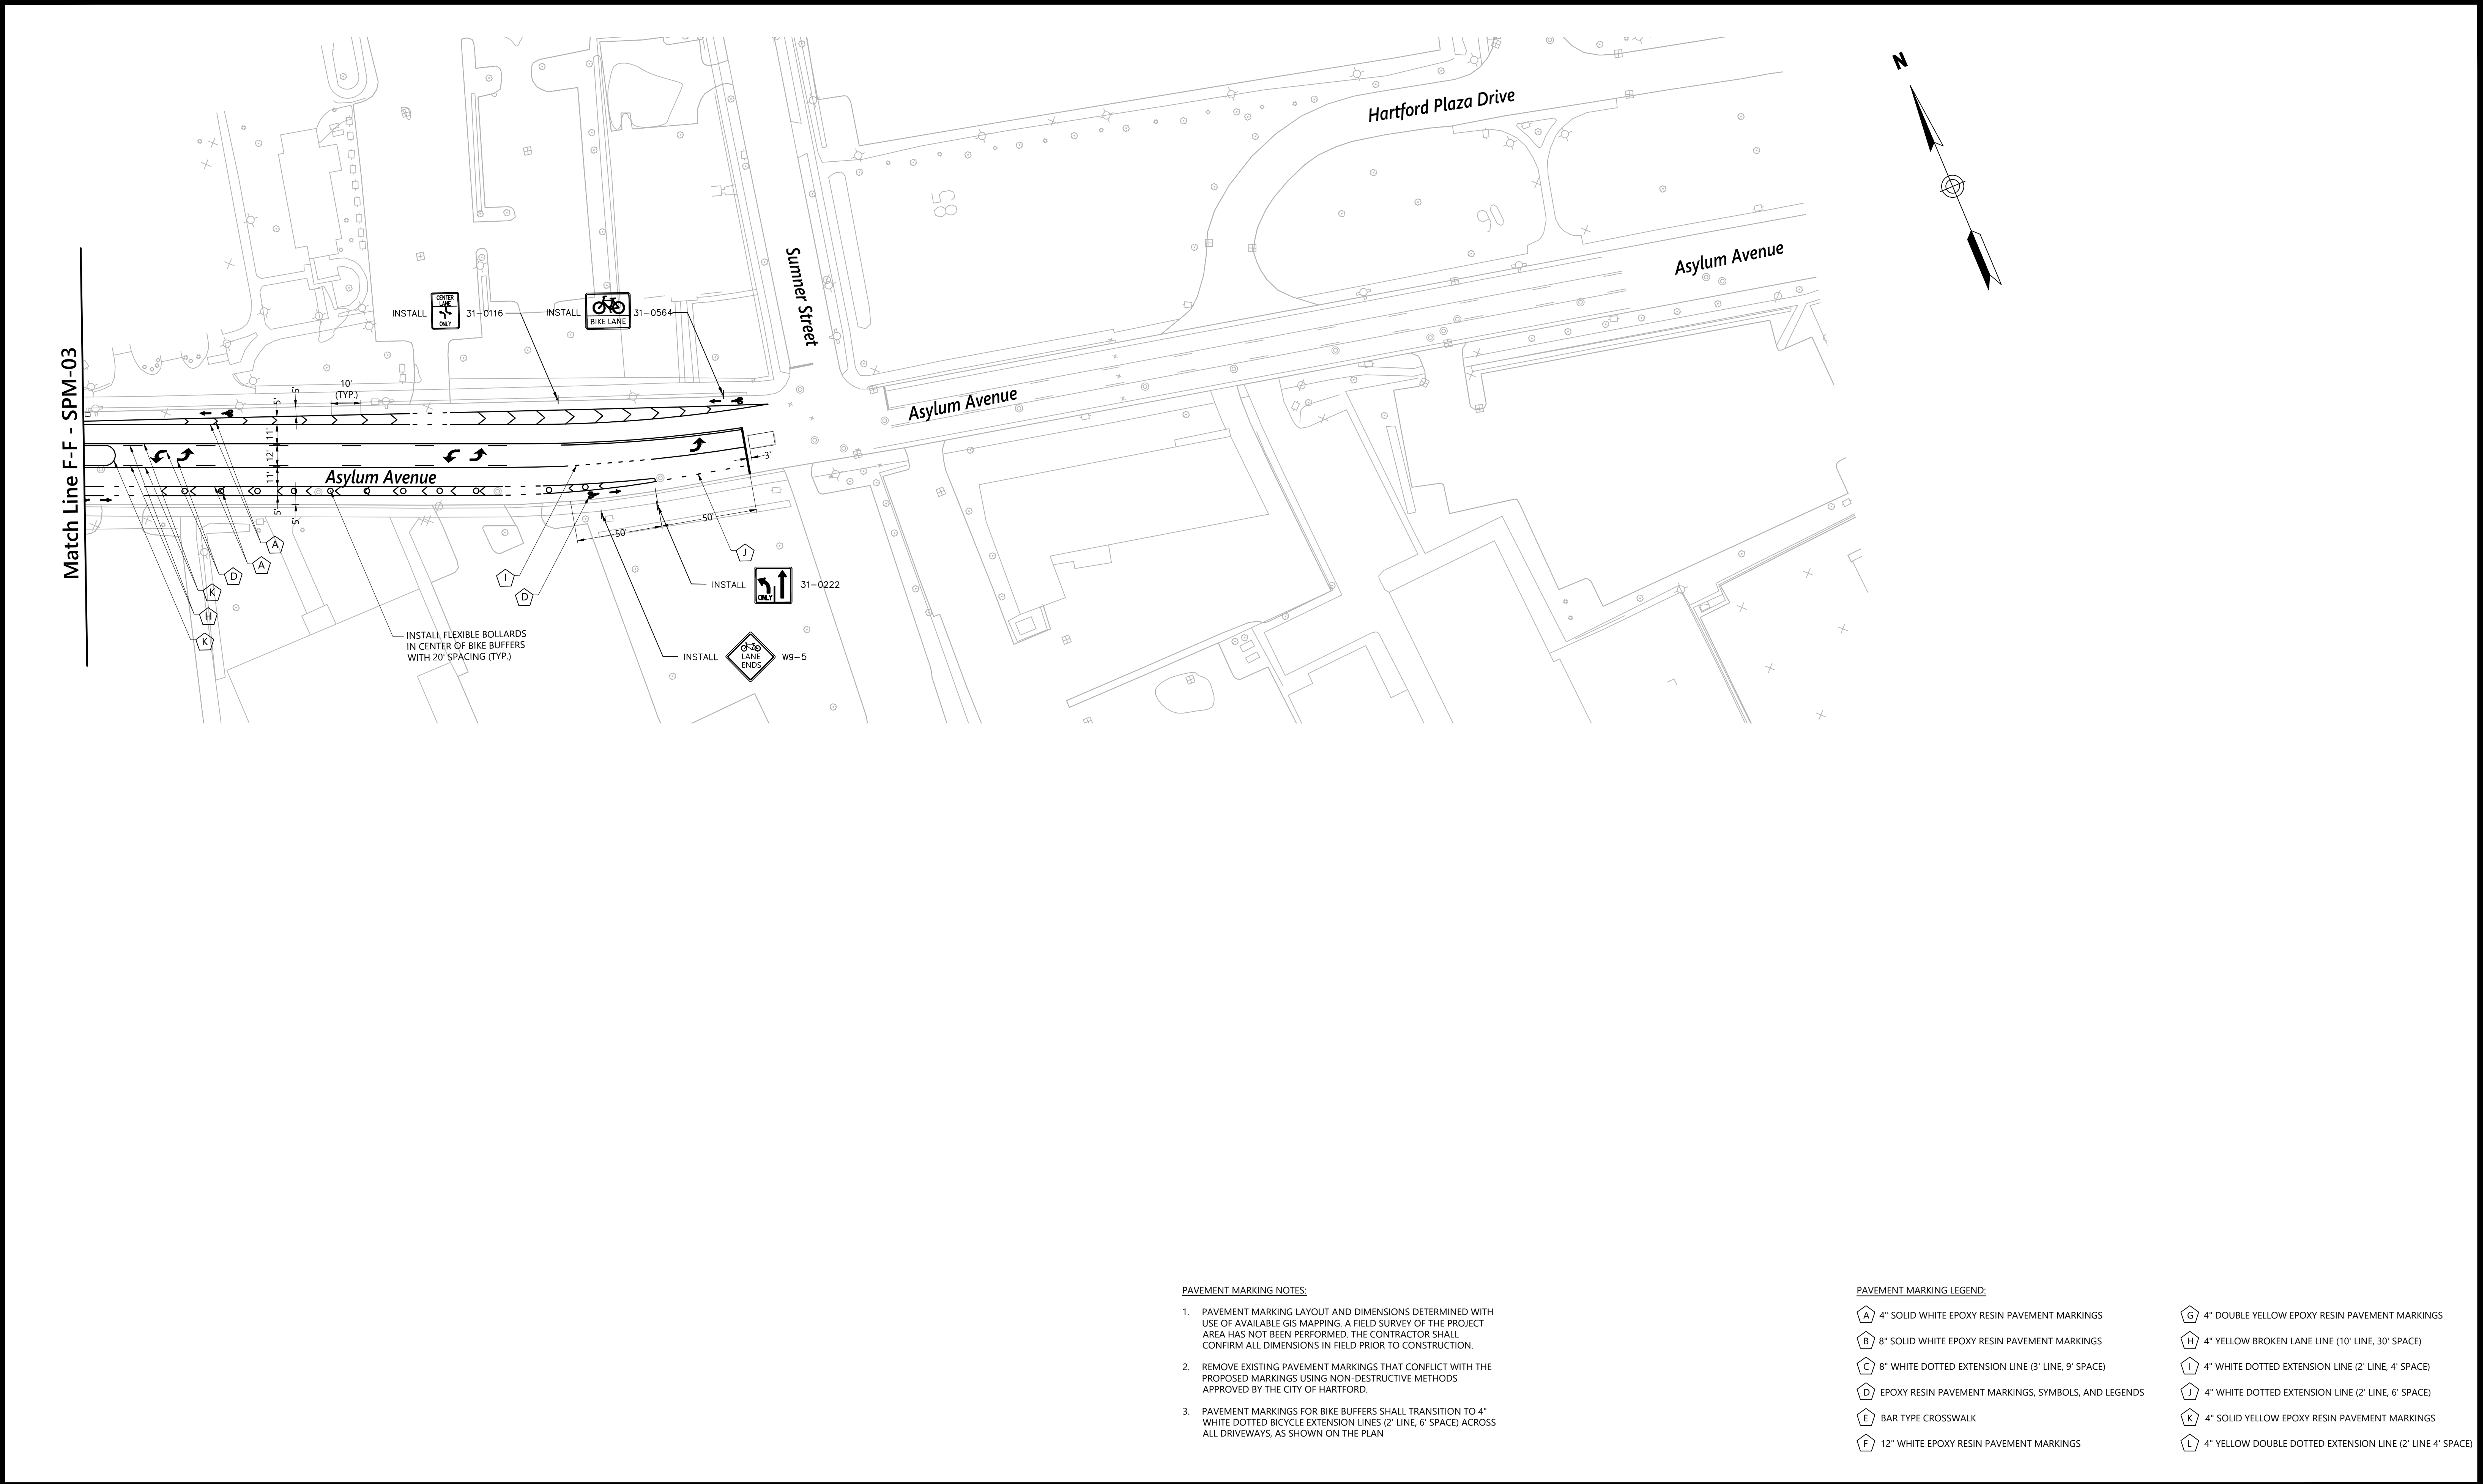 N
Hartford Plaza Drive
Asylum Avenue
Summer Street
85
90
Match Line F-F - SPM-03
INSTALL
CENTER
LANE
ONLY
31-0116
INSTALL
BIKE LANE
31-0564
Asylum Avenue
5'
5'
10'
(TYP.)
11'
12'
11'
5'
5'
Asylum Avenue
3'
50'
50'
A
A
D
K
H
K
I
D
J
INSTALL
ONLY
31-0222
INSTALL FLEXIBLE BOLLARDS
IN CENTER OF BIKE BUFFERS
WITH 20' SPACING (TYP.)
INSTALL
LANE
ENDS
W9-5
PAVEMENT MARKING NOTES:
1. PAVEMENT MARKING LAYOUT AND DIMENSIONS DETERMINED WITH
USE OF AVAILABLE GIS MAPPING. A FIELD SURVEY OF THE PROJECT
AREA HAS NOT BEEN PERFORMED. THE CONTRACTOR SHALL
CONFIRM ALL DIMENSIONS IN FIELD PRIOR TO CONSTRUCTION.
2. REMOVE EXISTING PAVEMENT MARKINGS THAT CONFLICT WITH THE
PROPOSED MARKINGS USING NON-DESTRUCTIVE METHODS
APPROVED BY THE CITY OF HARTFORD.
3. PAVEMENT MARKINGS FOR BIKE BUFFERS SHALL TRANSITION TO 4"
WHITE DOTTED BICYCLE EXTENSION LINES (2' LINE, 6' SPACE) ACROSS
ALL DRIVEWAYS, AS SHOWN ON THE PLAN
PAVEMENT MARKING LEGEND:
A 4" SOLID WHITE EPOXY RESIN PAVEMENT MARKINGS
B 8" SOLID WHITE EPOXY RESIN PAVEMENT MARKINGS
C 8" WHITE DOTTED EXTENSION LINE (3' LINE, 9' SPACE)
D EPOXY RESIN PAVEMENT MARKINGS, SYMBOLS, AND LEGENDS
E BAR TYPE CROSSWALK
F 12" WHITE EPOXY RESIN PAVEMENT MARKINGS
G 4" DOUBLE YELLOW EPOXY RESIN PAVEMENT MARKINGS
H 4" YELLOW BROKEN LANE LINE (10' LINE, 30' SPACE)
I 4" WHITE DOTTED EXTENSION LINE (2' LINE, 4' SPACE)
J 4" WHITE DOTTED EXTENSION LINE (2' LINE, 6' SPACE)
K 4" SOLID YELLOW EPOXY RESIN PAVEMENT MARKINGS
L 4" YELLOW DOUBLE DOTTED EXTENSION LINE (2' LINE 4' SPACE)